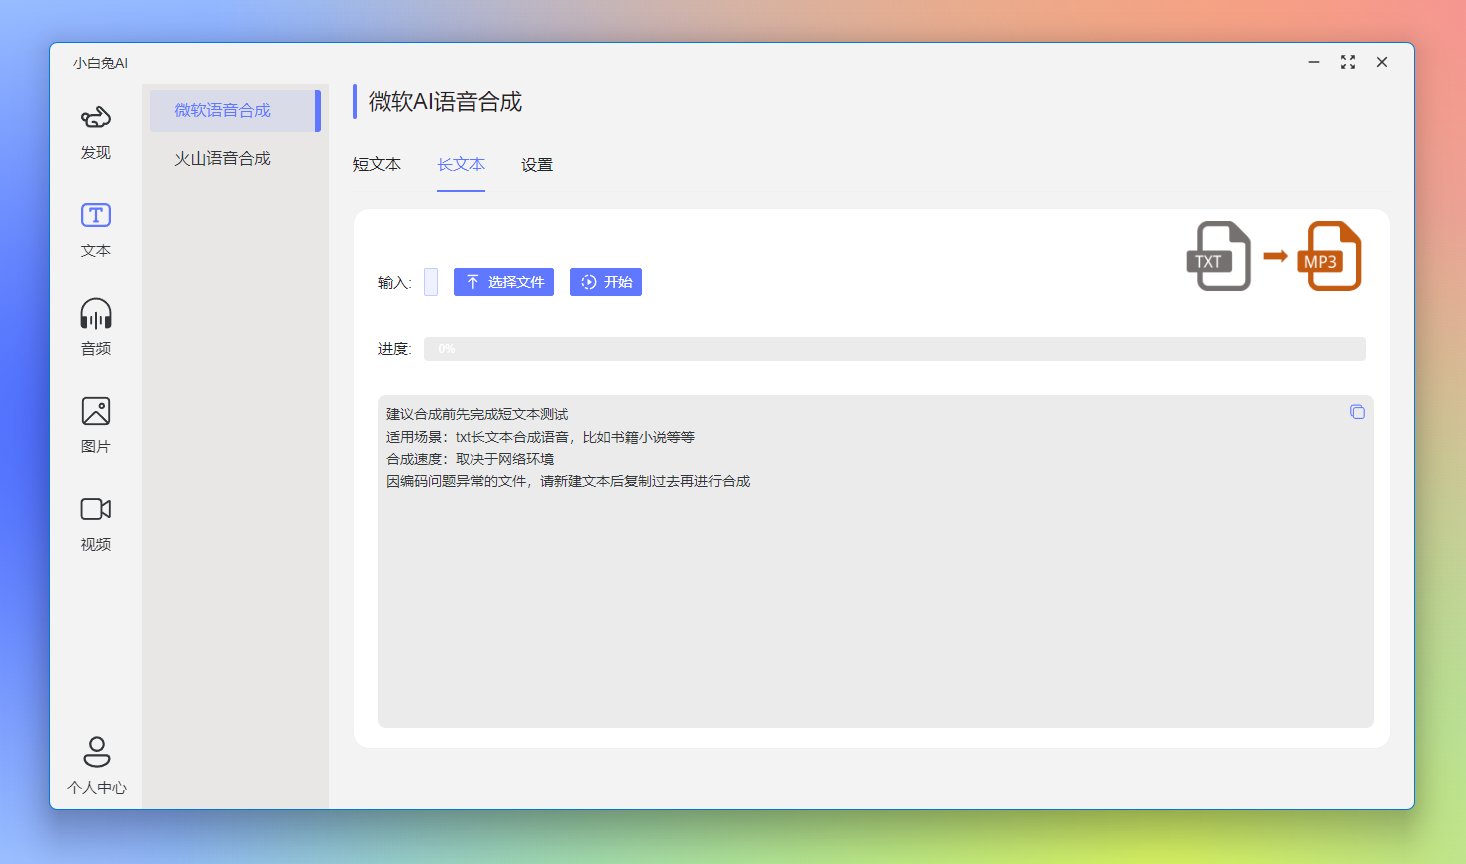 小白兔AI
发现
文本
音频
图片
视频
个人中心
微软语音合成
火山语音合成
微软AI语音合成
短文本 长文本 设置
TXT MP3
输入: 选择文件 开始
进度: 0%
建议合成前先完成短文本测试
适用场景：txt长文本合成语音，比如书籍小说等等
合成速度：取决于网络环境
因编码问题异常的文件，请新建文本后复制过去再进行合成